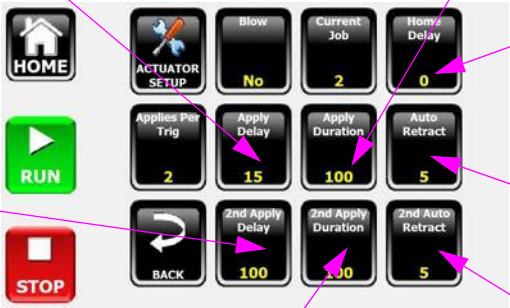 HOME
ACTUATOR
SETUP
Blow
No
Current
Job
2
Home
Delay
0
RUN
Applies Per
Trig
2
Apply
Delay
15
Apply
Duration
100
Auto
Retract
5
STOP
BACK
2nd Apply
Delay
100
2nd Apply
Duration
100
2nd Auto
Retract
5